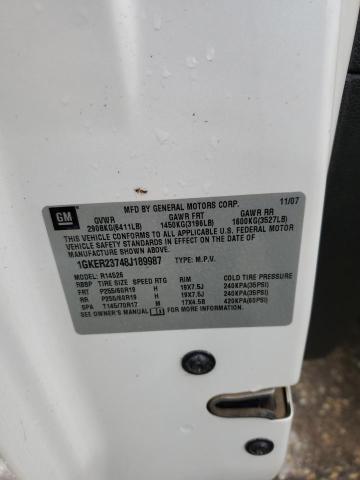 MFD BY GENERAL MOTORS CORP. 11/07
GM
GVWR GAWR FRT GAWR RR
2908KG(6411LB) 1450KG(3196LB) 1600KG(3527LB)
THIS VEHICLE CONFORMS TO ALL APPLICABLE U.S. FEDERAL MOTOR
VEHICLE SAFETY STANDARDS IN EFFECT ON THE DATE OF
MANUFACTURE SHOWN ABOVE.
1GKER23748J189987 TYPE: M.P.V.
MODEL: R14526
RBBP TIRE SIZE SPEED RTG RIM COLD TIRE PRESSURE
FRT P255/60R19 H 19X7.5J 240KPA(35PSI)
RR P255/60R19 H 19X7.5J 240KPA(35PSI)
SPA T145/70R17 M 17X4.5B 420KPA(60PSI)
SEE OWNER'S MANUAL FOR MORE INFORMATION.